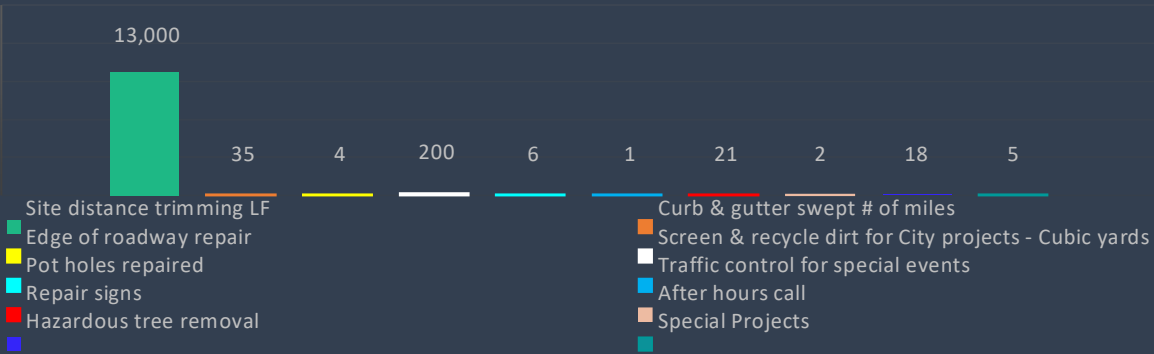 13,000
35 4 200 6 1 21 2 18 5
Site distance trimming LF
Curb & gutter swept # of miles
Edge of roadway repair
Screen & recycle dirt for City projects - Cubic yards
Pot holes repaired
Traffic control for special events
Repair signs
After hours call
Hazardous tree removal
Special Projects